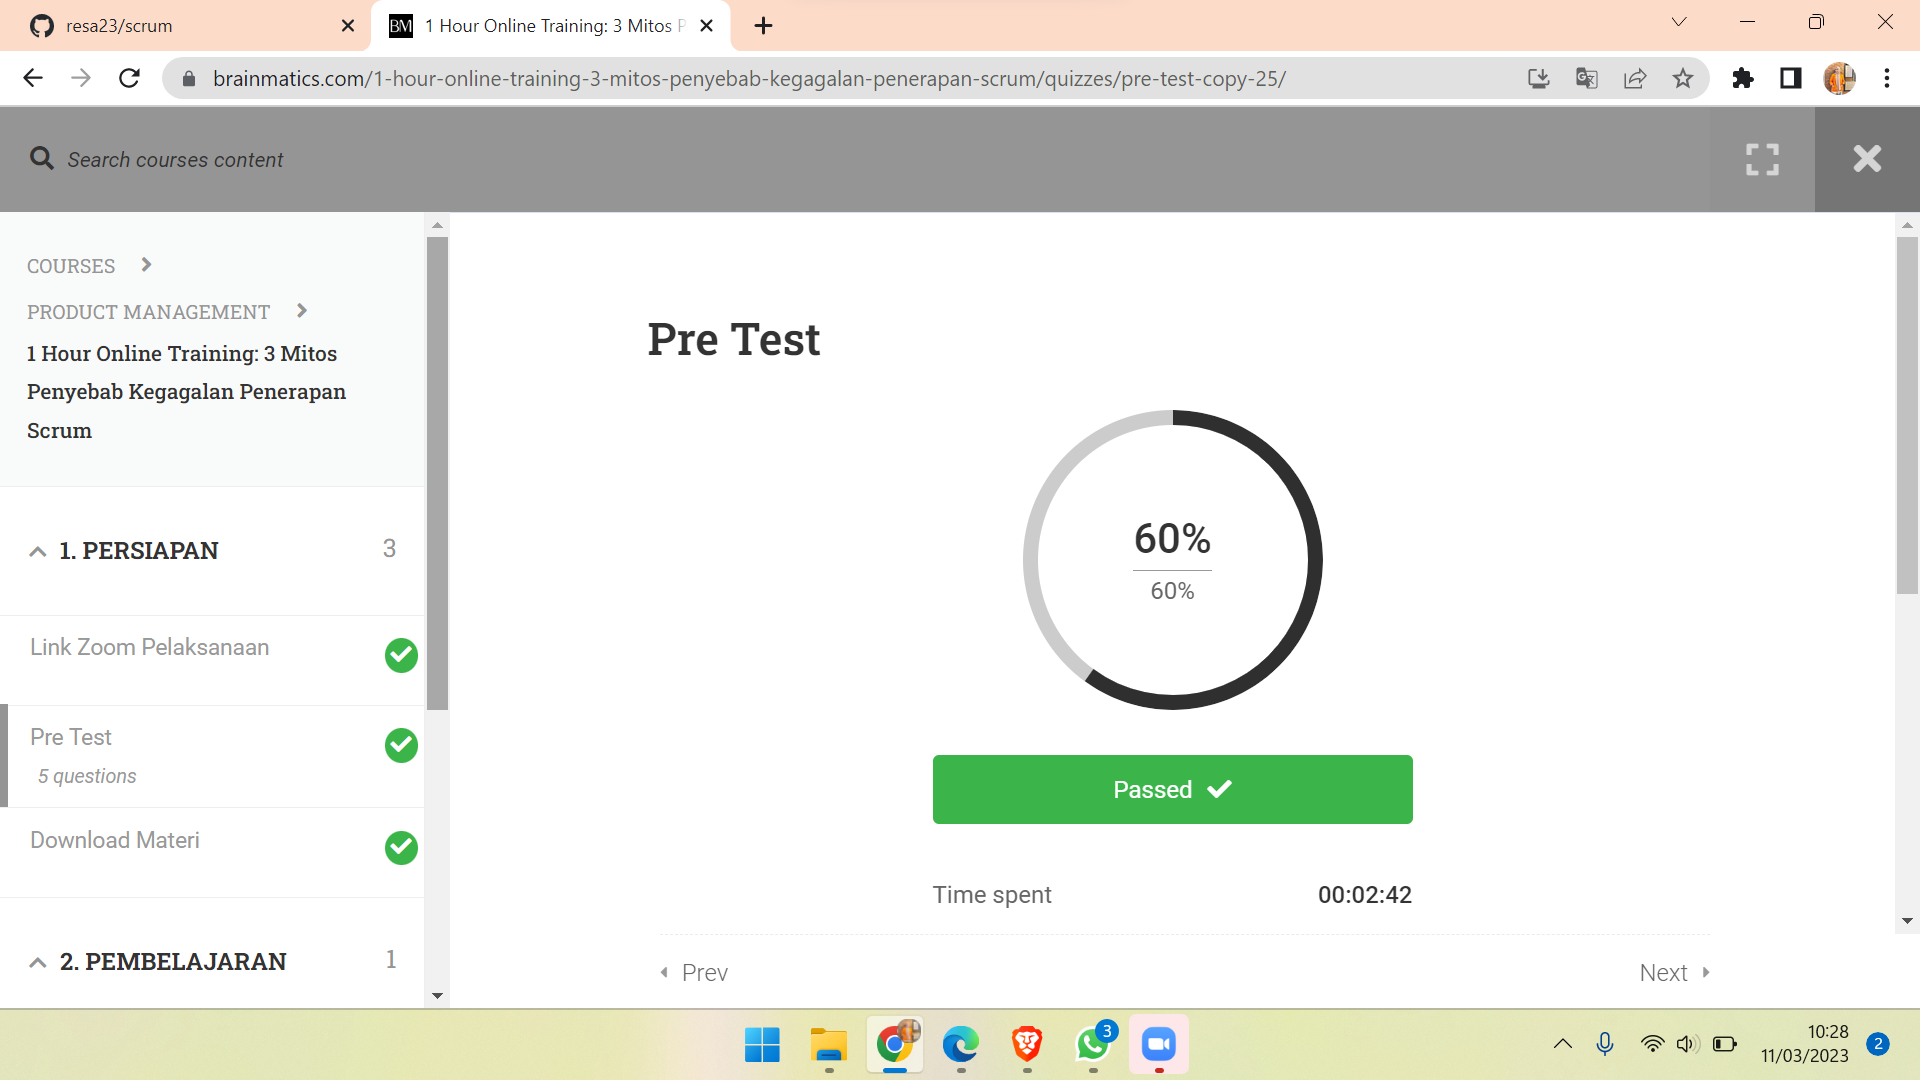 resa23/scrum
BM 1 Hour Online Training: 3 Mitos P
brainmatics.com/1-hour-online-training-3-mitos-penyebab-kegagalan-penerapan-scrum/quizzes/pre-test-copy-25/
Search courses content
COURSES
PRODUCT MANAGEMENT
1 Hour Online Training: 3 Mitos
Penyebab Kegagalan Penerapan
Scrum
1. PERSIAPAN 3
Link Zoom Pelaksanaan
Pre Test
5 questions
Download Materi
2. PEMBELAJARAN 1
Pre Test
60%
60%
Passed
Time spent 00:02:42
Prev Next
3
10:28
11/03/2023
2